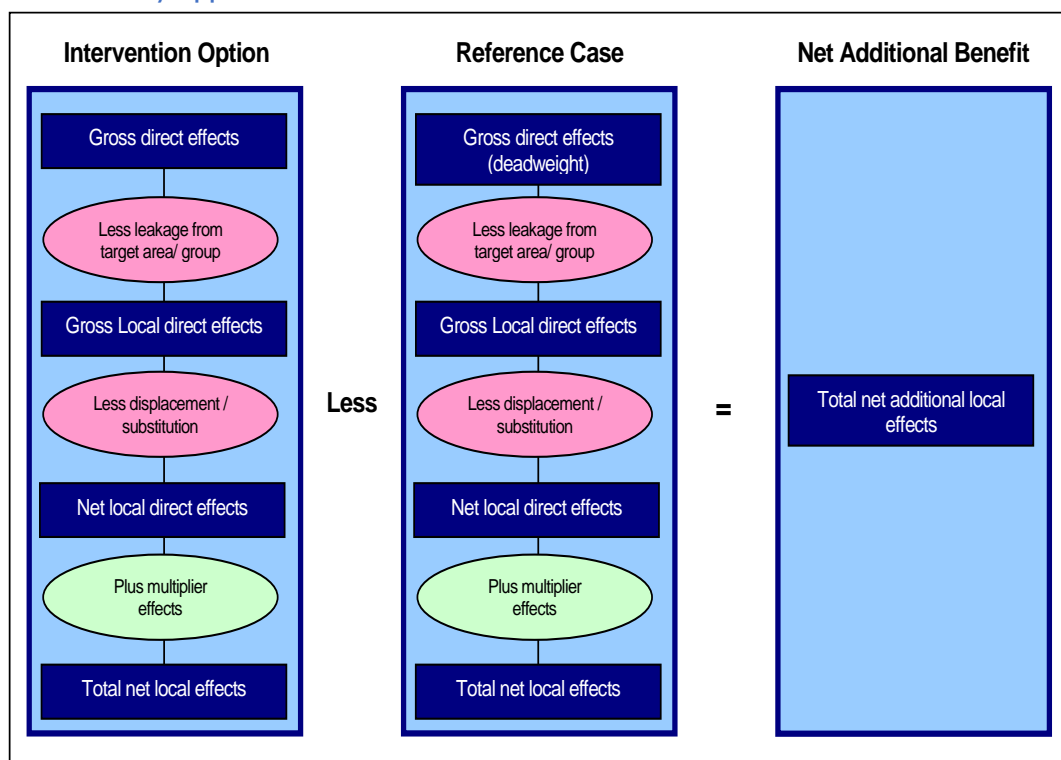 Intervention Option
Gross direct effects
Less leakage from
target area/ group
Gross Local direct effects
Less displacement /
substitution
Net local direct effects
Plus multiplier
effects
Total net local effects
Less
Reference Case
Gross direct effects
(deadweight)
Less leakage from
target area/ group
Gross Local direct effects
Less displacement /
substitution
Net local direct effects
Plus multiplier
effects
Total net local effects
=
Net Additional Benefit
Total net additional local
effects